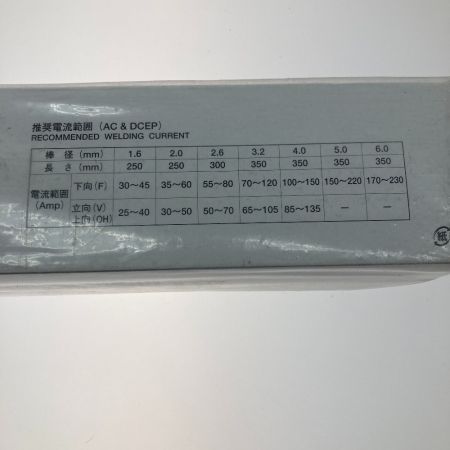 推奨電流範囲 (AC & DCEP)
RECOMMENDED WELDING CURRENT
棒 径 (mm) 1.6 2.0 2.6 3.2 4.0 5.0 6.0
長 さ (mm) 250 250 300 350 350 350 350
電流範囲 (Amp) 下向 (F) 30〜45 35〜60 55〜80 70〜120 100〜150 150〜220 170〜230
立向 (V) 上向 (OH) 25〜40 30〜50 50〜70 65〜105 85〜135 — —
紙